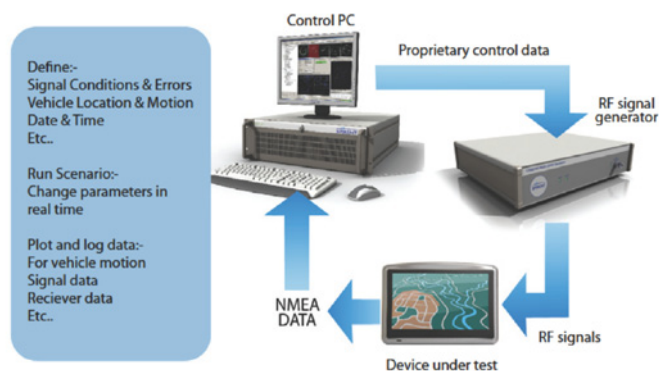 Define:-
Signal Conditions & Errors
Vehicle Location & Motion
Date & Time
Etc..
Run Scenario:-
Change parameters in
real time
Plot and log data:-
For vehicle motion
Signal data
Reciever data
Etc..
Control PC
Proprietary control data
RF signal
generator
RF signals
Device under test
NMEA
DATA